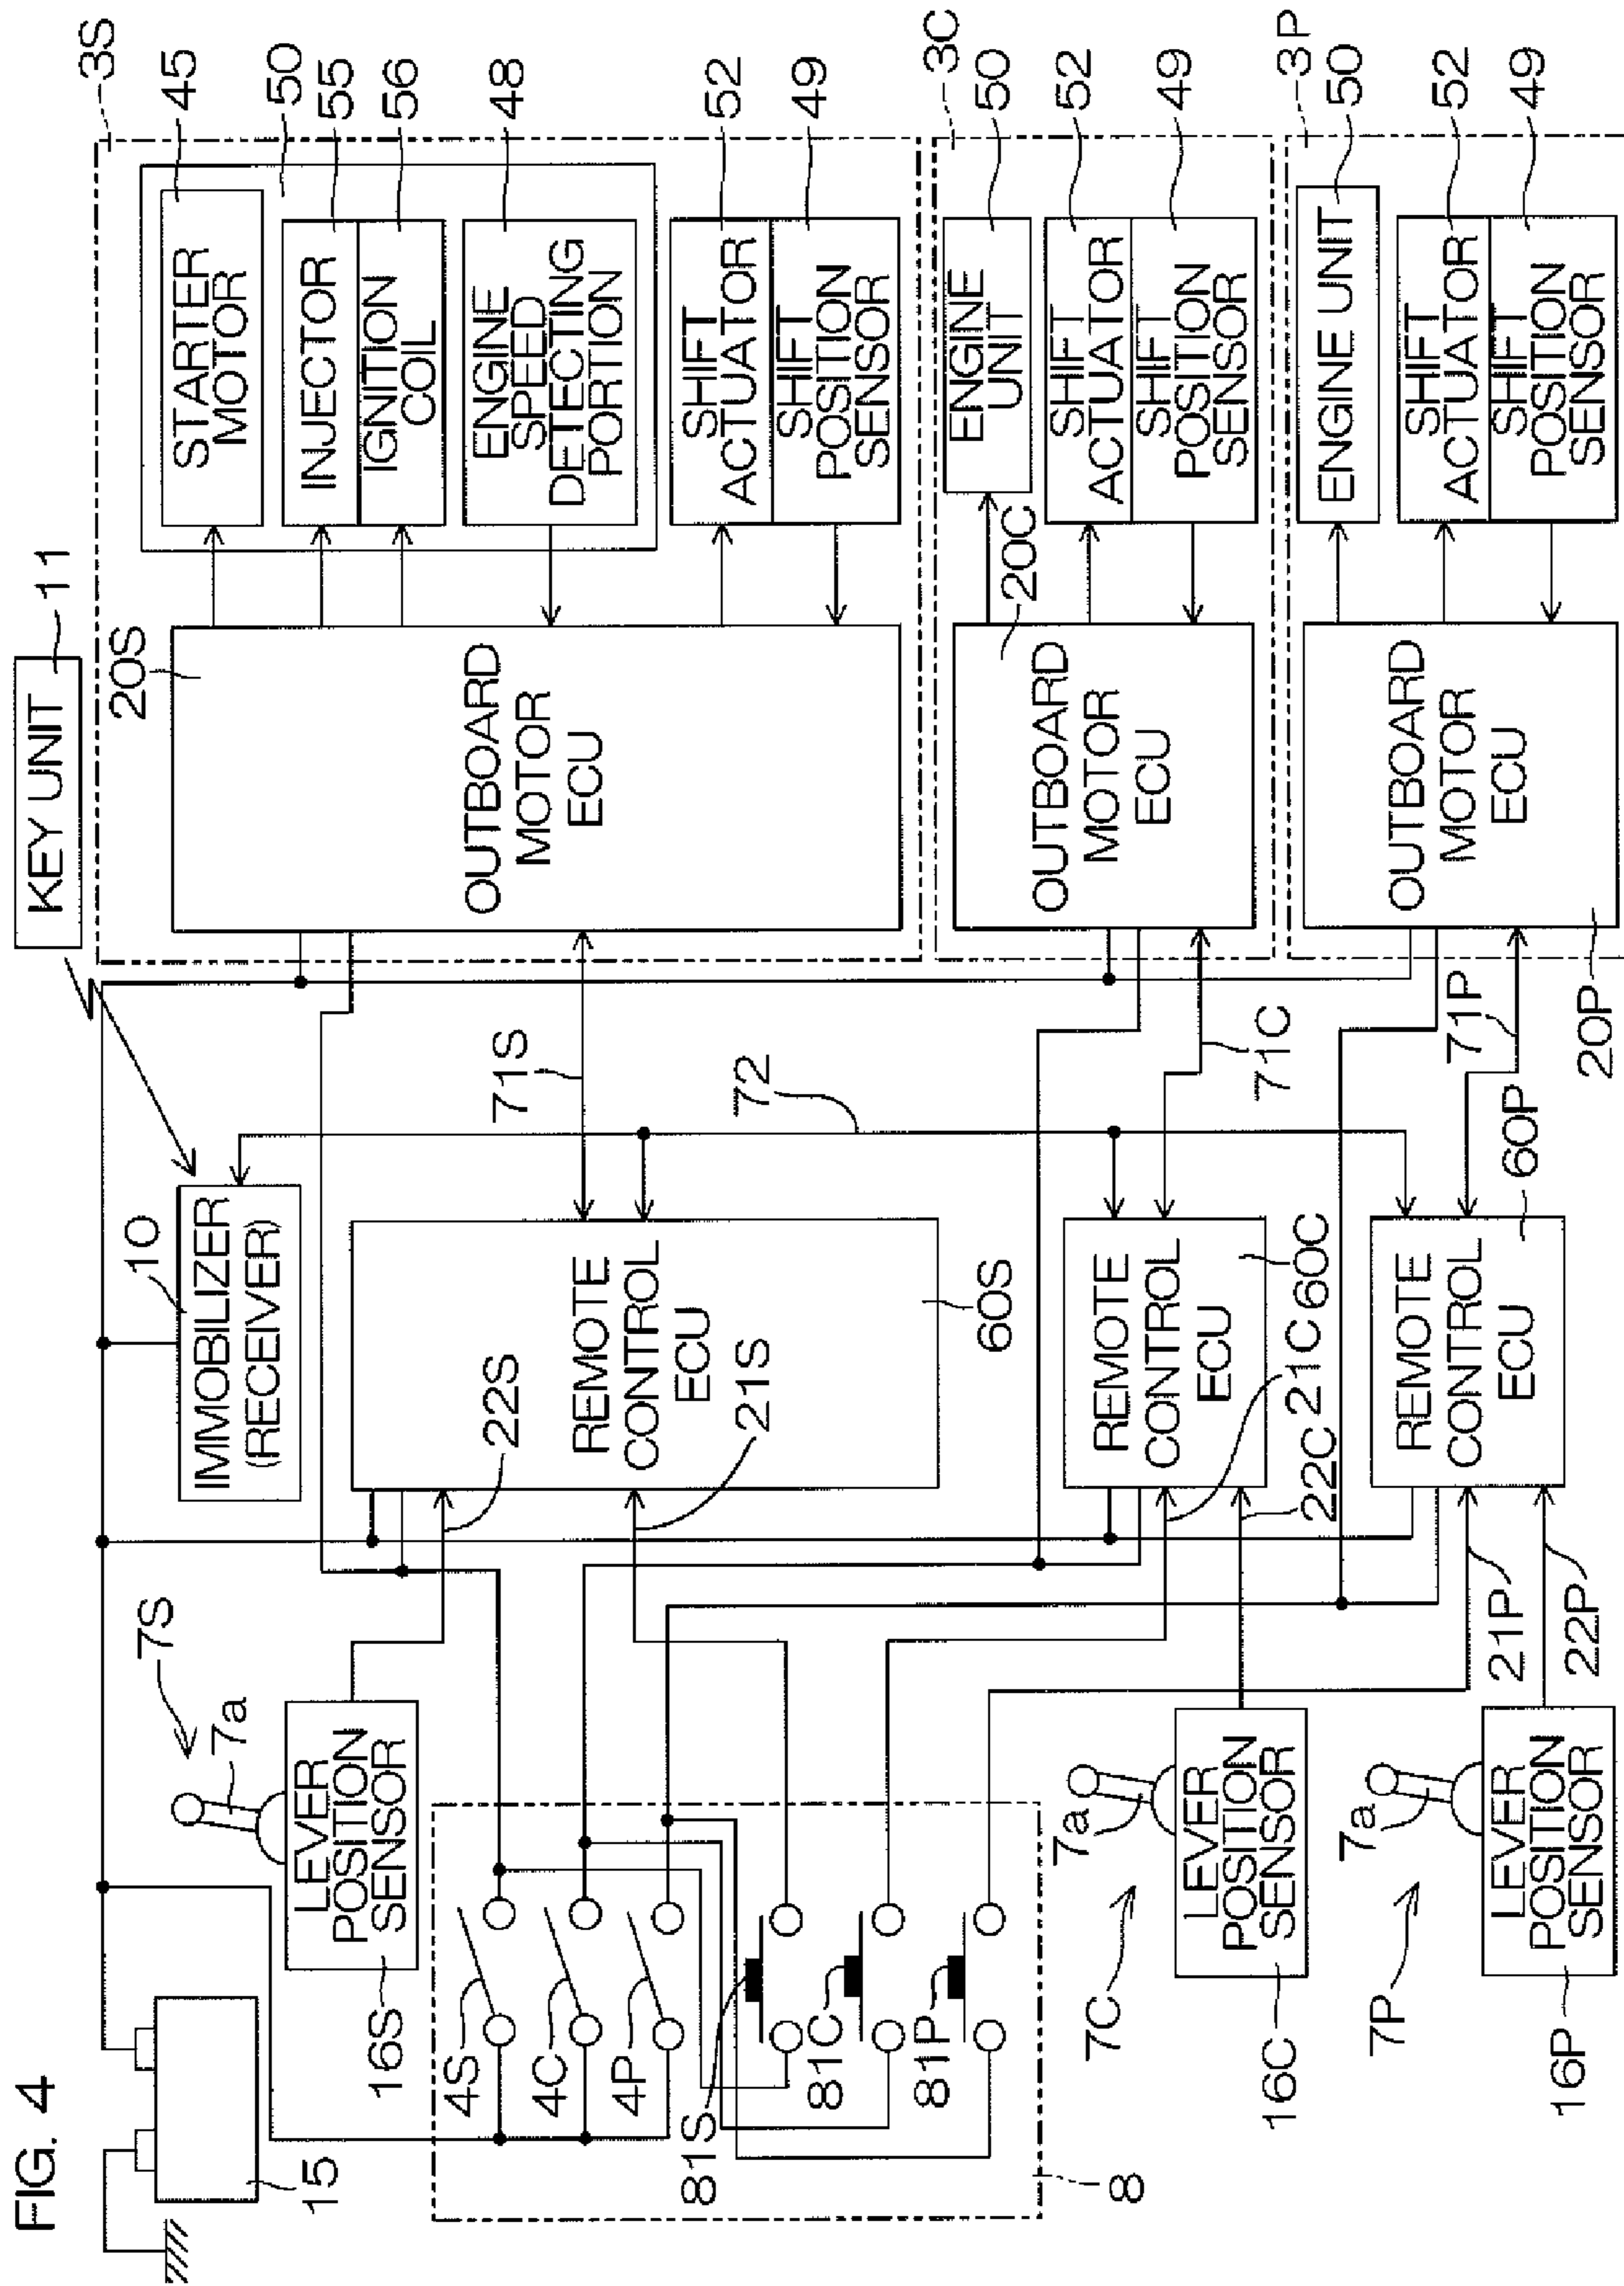 FIG. 4
KEY UNIT
11
3S
20S
OUTBOARD
MOTOR
ECU
STARTER
MOTOR
45
50
INJECTOR
55
IGNITION
COIL
56
ENGINE
SPEED
DETECTING
PORTION
48
SHIFT
ACTUATOR
52
SHIFT
POSITION
SENSOR
49
3C
20C
OUTBOARD
MOTOR
ECU
ENGINE
UNIT
50
SHIFT
ACTUATOR
52
SHIFT
POSITION
SENSOR
49
3P
20P
OUTBOARD
MOTOR
ECU
ENGINE UNIT
50
SHIFT
ACTUATOR
52
SHIFT
POSITION
SENSOR
49
10
IMMOBILIZER
(RECEIVER)
71S
72
71C
71P
REMOTE
CONTROL
ECU
60S
22S
21S
REMOTE
CONTROL
ECU
60C
21C
22C
REMOTE
CONTROL
ECU
60P
21P
22P
15
7S
7a
LEVER
POSITION
SENSOR
16S
4S
4C
4P
81S
81C
81P
8
7C
7a
LEVER
POSITION
SENSOR
16C
7P
7a
LEVER
POSITION
SENSOR
16P